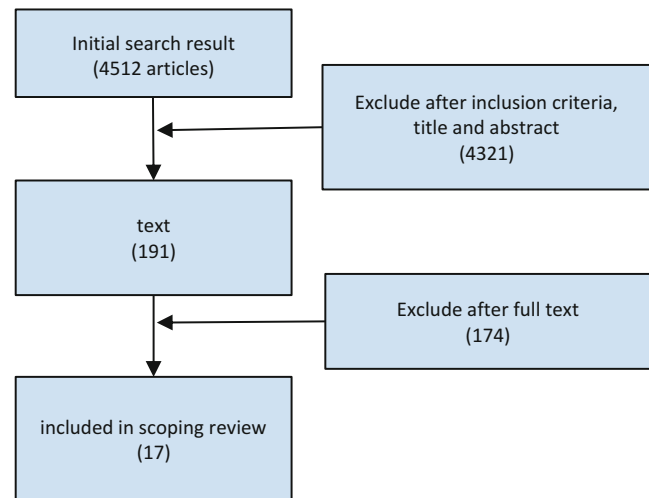 Initial search result
(4512 articles)
Exclude after inclusion criteria,
title and abstract
(4321)
text
(191)
Exclude after full text
(174)
included in scoping review
(17)